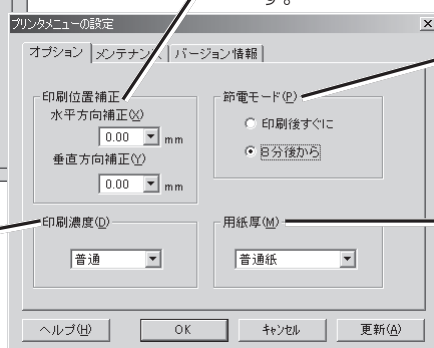 す。
プリンタメニューの設定
オプション メンテナンス バージョン情報
印刷位置補正
水平方向補正(X)
0.00 mm
垂直方向補正(Y)
0.00 mm
節電モード(P)
印刷後すぐに
8分後から
印刷濃度(D)
普通
用紙厚(M)
普通紙
ヘルプ(H) OK キャンセル 更新(A)